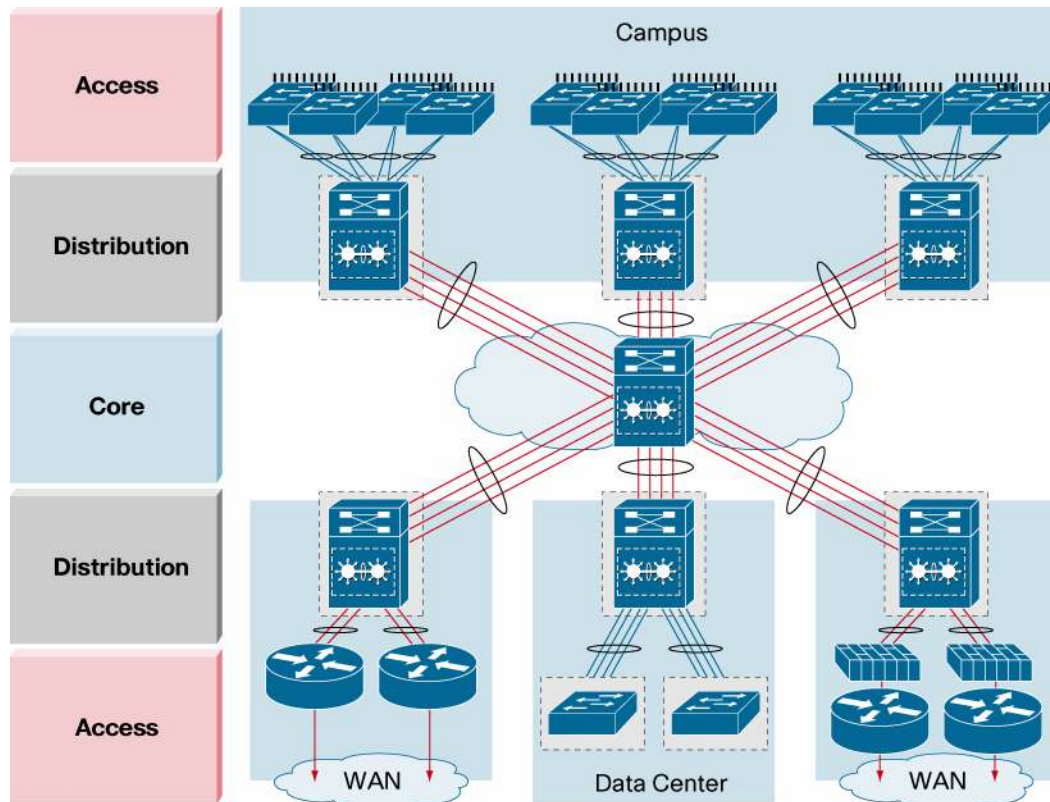 Campus
Access
Distribution
Core
Distribution
Access
WAN
Data Center
WAN